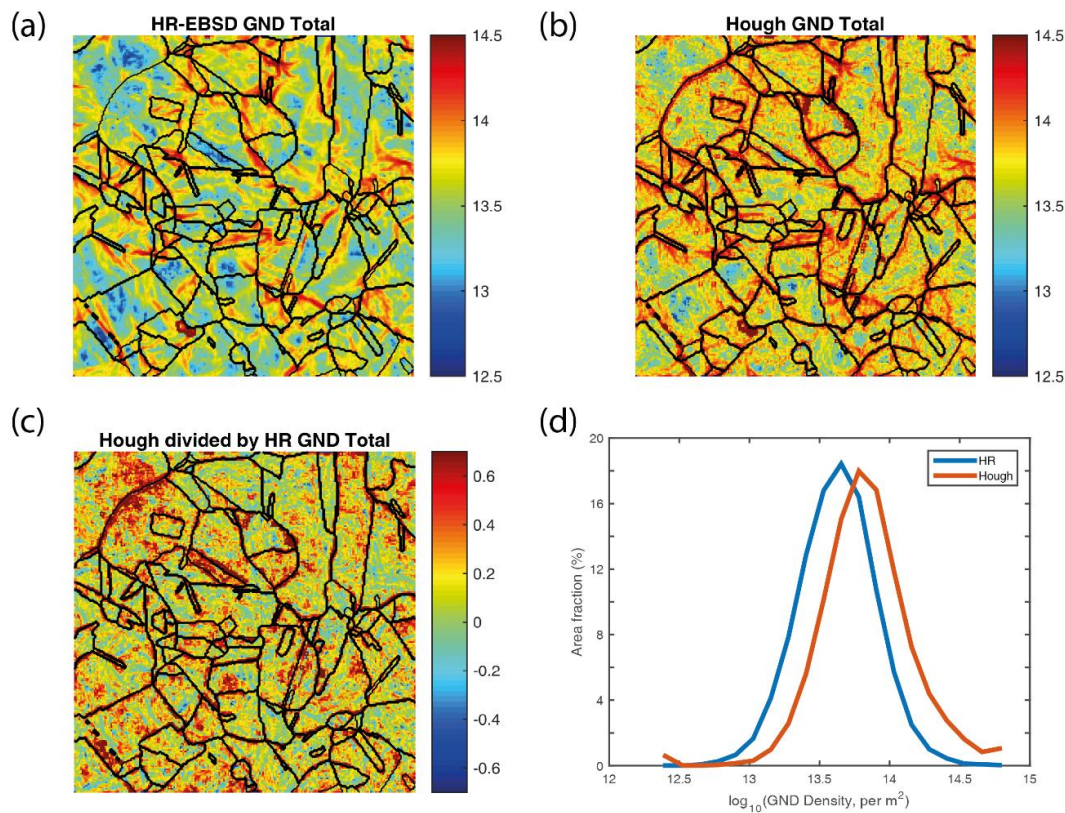 (a)
HR-EBSD GND Total
14.5
14
13.5
13
12.5
(b)
Hough GND Total
14.5
14
13.5
13
12.5
(c)
Hough divided by HR GND Total
0.6
0.4
0.2
0
-0.2
-0.4
-0.6
(d)
20
16
12
8
4
0
Area fraction (%)
HR
Hough
12 12.5 13 13.5 14 14.5 15
log₁₀(GND Density, per m²)